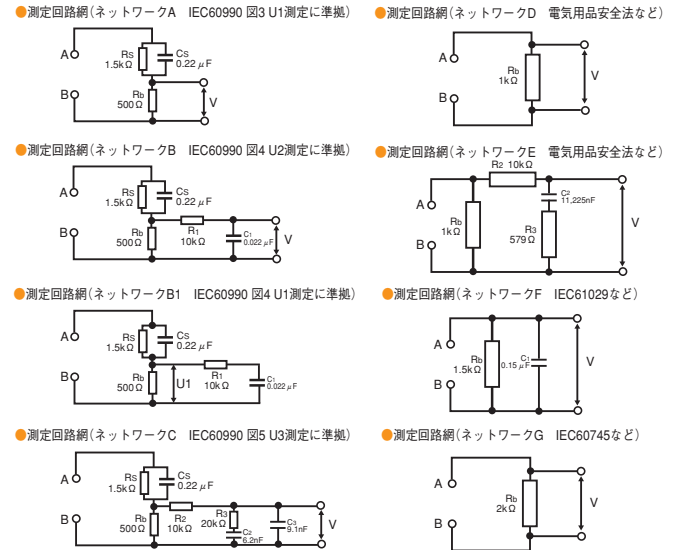 ●測定回路網(ネットワークA　IEC60990 図3 U1測定に準拠)
A
B
RS
1.5kΩ
CS
0.22μF
Rb
500Ω
V
●測定回路網(ネットワークB　IEC60990 図4 U2測定に準拠)
A
B
RS
1.5kΩ
CS
0.22μF
Rb
500Ω
R1
10kΩ
C1
0.022μF
V
●測定回路網(ネットワークB1　IEC60990 図4 U1測定に準拠)
A
B
RS
1.5kΩ
CS
0.22μF
Rb
500Ω
U1
R1
10kΩ
C1
0.022μF
●測定回路網(ネットワークC　IEC60990 図5 U3測定に準拠)
A
B
RS
1.5kΩ
CS
0.22μF
Rb
500Ω
R2
10kΩ
R3
20kΩ
C2
6.2nF
C3
9.1nF
V
●測定回路網(ネットワークD　電気用品安全法など)
A
B
Rb
1kΩ
V
●測定回路網(ネットワークE　電気用品安全法など)
R2 10kΩ
A
B
Rb
1kΩ
C2
11,225nF
R3
579Ω
V
●測定回路網(ネットワークF　IEC61029など)
A
B
Rb
1.5kΩ
C1
0.15μF
V
●測定回路網(ネットワークG　IEC60745など)
A
B
Rb
2kΩ
V